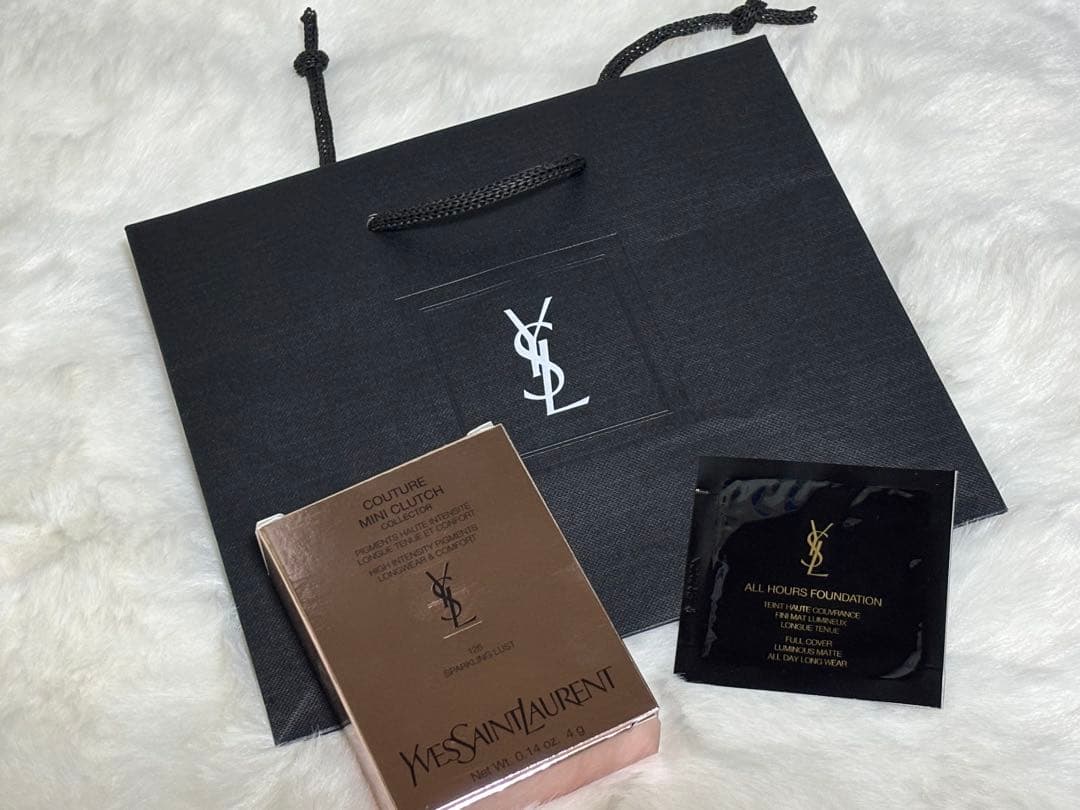 YSL
COUTURE
MINI CLUTCH
COLLECTOR
PIGMENTS HAUTE INTENSITÉ
LONGUE TENUE ET CONFORT
HIGH INTENSITY PIGMENTS
LONGWEAR & COMFORT
YSL
126
SPARKLING LUST
YVESSAINTLAURENT
Net Wt. 0.14 oz. 4 g
YSL
ALL HOURS FOUNDATION
TEINT HAUTE COUVRANCE
FINI MAT LUMINEUX
LONGUE TENUE
FULL COVER
LUMINOUS MATTE
ALL DAY LONG WEAR